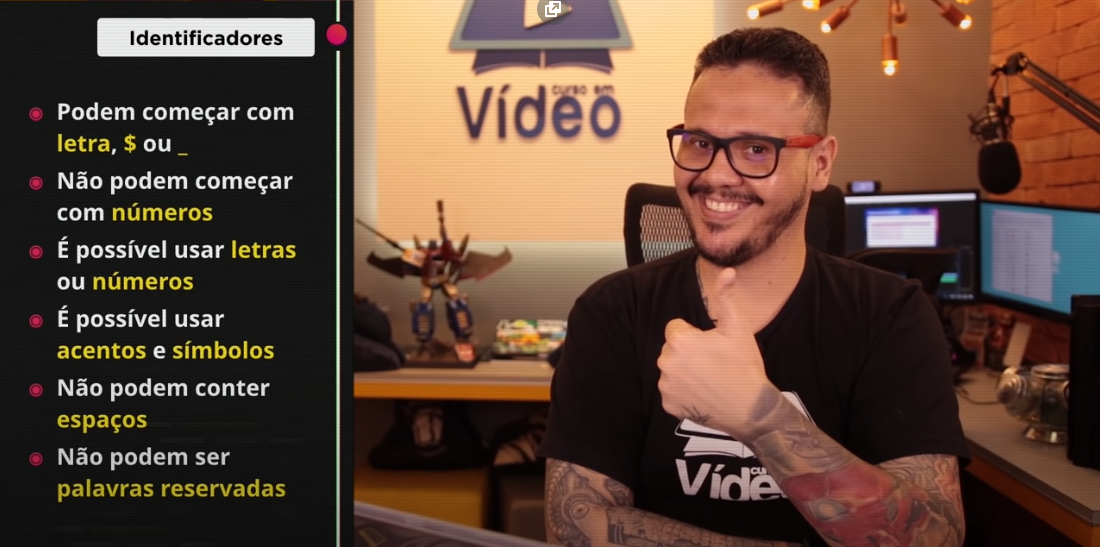 Identificadores
Podem começar com
letra, $ ou _
Não podem começar
com números
É possível usar letras
ou números
É possível usar
acentos e símbolos
Não podem conter
espaços
Não podem ser
palavras reservadas
curso em
Vídeo
Vídeo